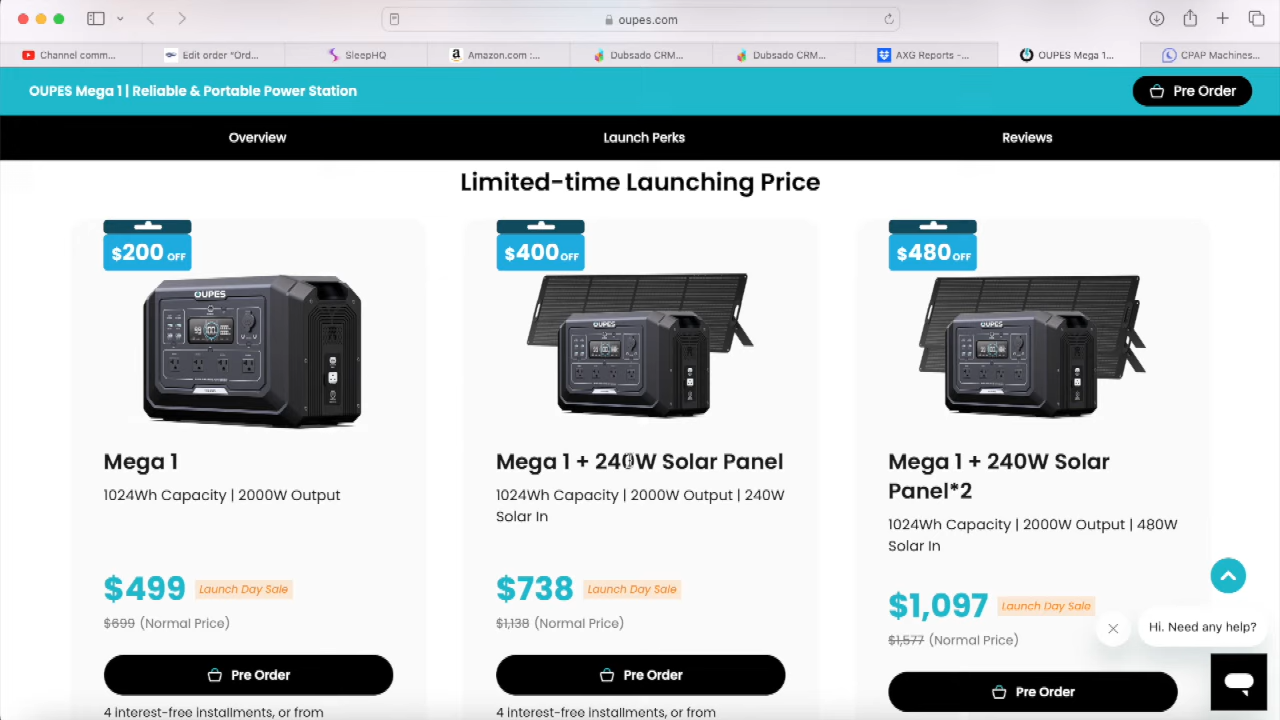 oupes.com
Channel comm...
Edit order “Ord...
SleepHQ
Amazon.com :...
Dubsado CRM...
Dubsado CRM...
AXG Reports -...
OUPES Mega 1...
CPAP Machines...
OUPES Mega 1 | Reliable & Portable Power Station
Pre Order
Overview
Launch Perks
Reviews
Limited-time Launching Price
$200 OFF
OUPES
Mega 1
1024Wh Capacity | 2000W Output
$499 Launch Day Sale
$699 (Normal Price)
Pre Order
4 interest-free installments, or from
$400 OFF
OUPES
Mega 1 + 240W Solar Panel
1024Wh Capacity | 2000W Output | 240W
Solar In
$738 Launch Day Sale
$1,138 (Normal Price)
Pre Order
4 interest-free installments, or from
$480 OFF
OUPES
Mega 1 + 240W Solar
Panel*2
1024Wh Capacity | 2000W Output | 480W
Solar In
$1,097 Launch Day Sale
$1,577 (Normal Price)
Pre Order
Hi. Need any help?